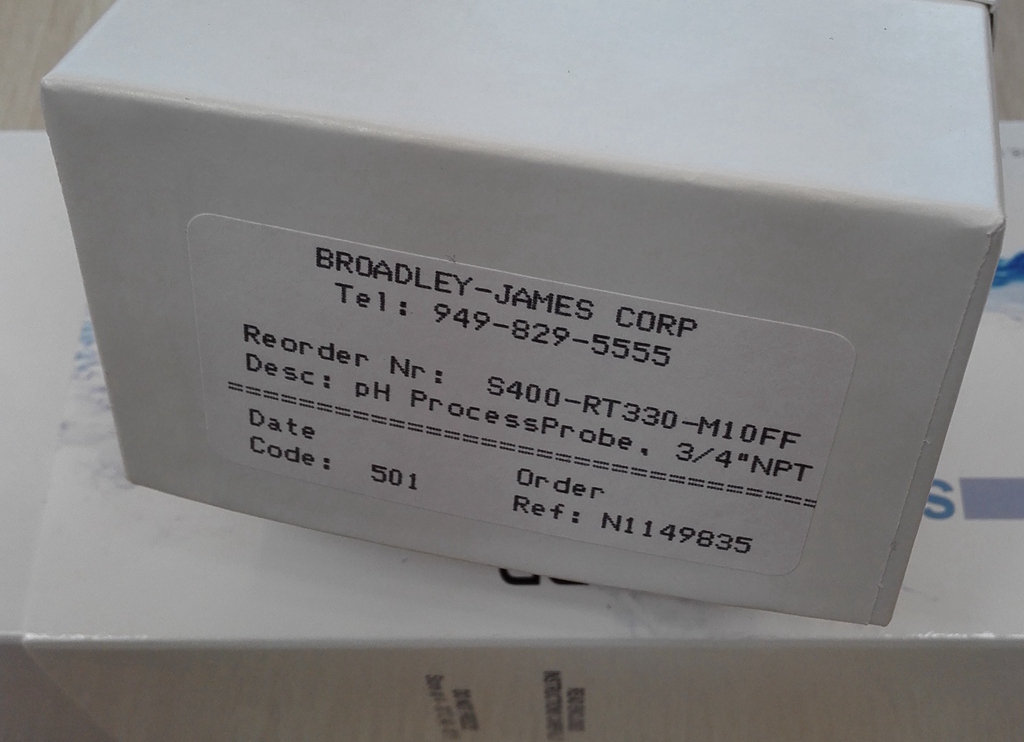 BROADLEY-JAMES CORP
Tel: 949-829-5555
Reorder Nr: S400-RT330-M10FF
Desc: pH ProcessProbe, 3/4"NPT
==========================================
Date
Code: 501
Order
Ref: N1149835
S